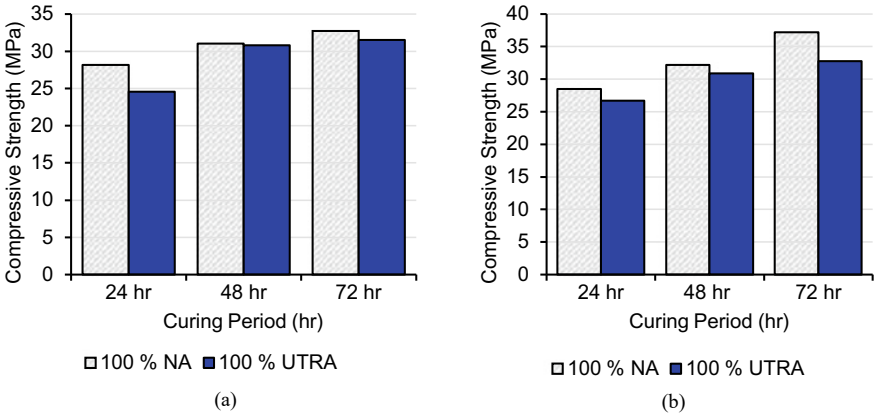 Compressive Strength (MPa)
35
30
25
20
15
10
5
0
24 hr 48 hr 72 hr
Curing Period (hr)
100 % NA 100 % UTRA
(a)
Compressive Strength (MPa)
40
35
30
25
20
15
10
5
0
24 hr 48 hr 72 hr
Curing Period (hr)
100 % NA 100 % UTRA
(b)